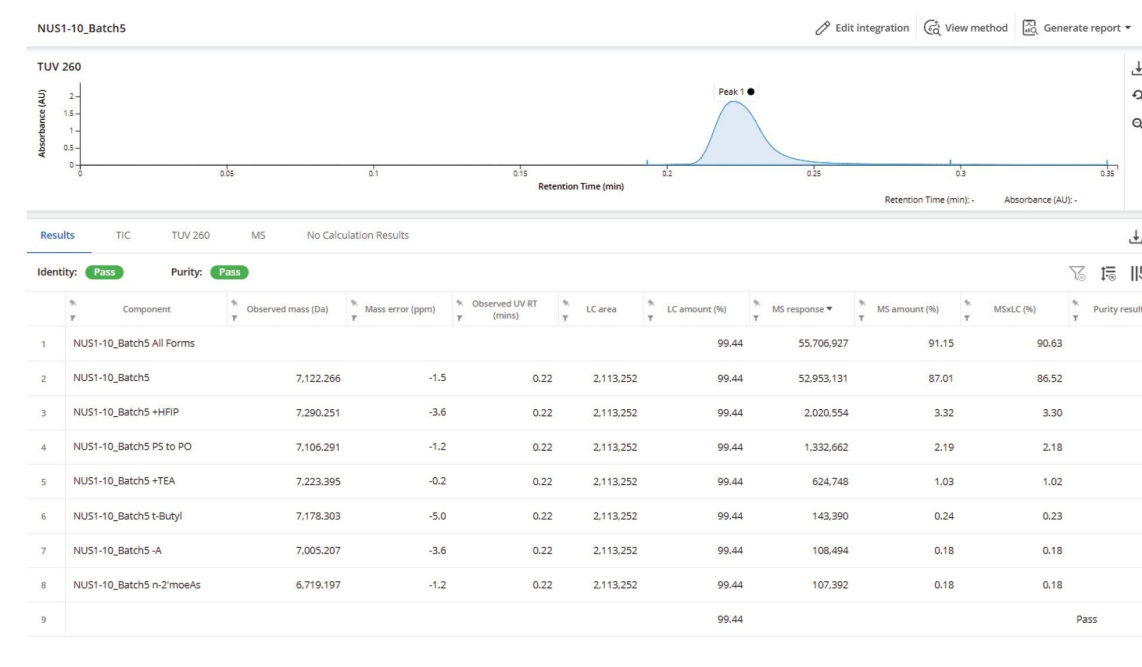 NUS1-10_Batch5 Edit integration View method Generate report
TUV 260
Peak 1
Absorbance (AU)
2
1.5
1
0.5
0
0 0.05 0.1 0.15 0.2 0.25 0.3 0.35
Retention Time (min)
Retention Time (min): - Absorbance (AU): -
Results TIC TUV 260 MS No Calculation Results
Identity: Pass Purity: Pass
Component Observed mass (Da) Mass error (ppm) Observed UV RT (mins) LC area LC amount (%) MS response MS amount (%) MSxLC (%) Purity result
1 NUS1-10_Batch5 All Forms 99.44 55,706,927 91.15 90.63
2 NUS1-10_Batch5 7,122.266 -1.5 0.22 2,113,252 99.44 52,953,131 87.01 86.52
3 NUS1-10_Batch5 +HFIP 7,290.251 -3.6 0.22 2,113,252 99.44 2,020,554 3.32 3.30
4 NUS1-10_Batch5 PS to PO 7,106.291 -1.2 0.22 2,113,252 99.44 1,332,662 2.19 2.18
5 NUS1-10_Batch5 +TEA 7,223.395 -0.2 0.22 2,113,252 99.44 624,748 1.03 1.02
6 NUS1-10_Batch5 t-Butyl 7,178.303 -5.0 0.22 2,113,252 99.44 143,390 0.24 0.23
7 NUS1-10_Batch5 -A 7,005.207 -3.6 0.22 2,113,252 99.44 108,494 0.18 0.18
8 NUS1-10_Batch5 n-2'moeAs 6,719.197 -1.2 0.22 2,113,252 99.44 107,392 0.18 0.18
9 99.44 Pass